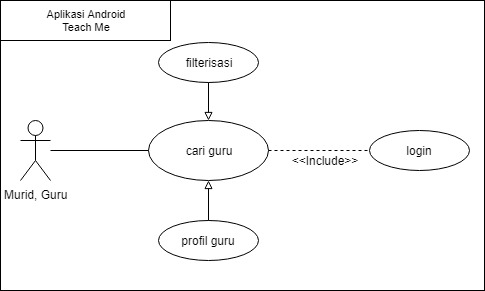 Aplikasi Android
Teach Me
filterisasi
cari guru
<<Include>>
login
Murid, Guru
profil guru